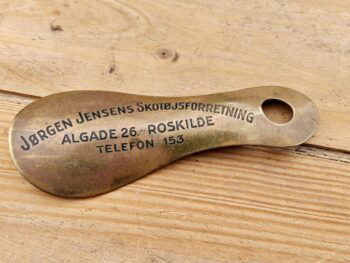 JØRGEN JENSENS SKOTØJSFORRETNING
ALGADE 26.- ROSKILDE
TELEFON 153